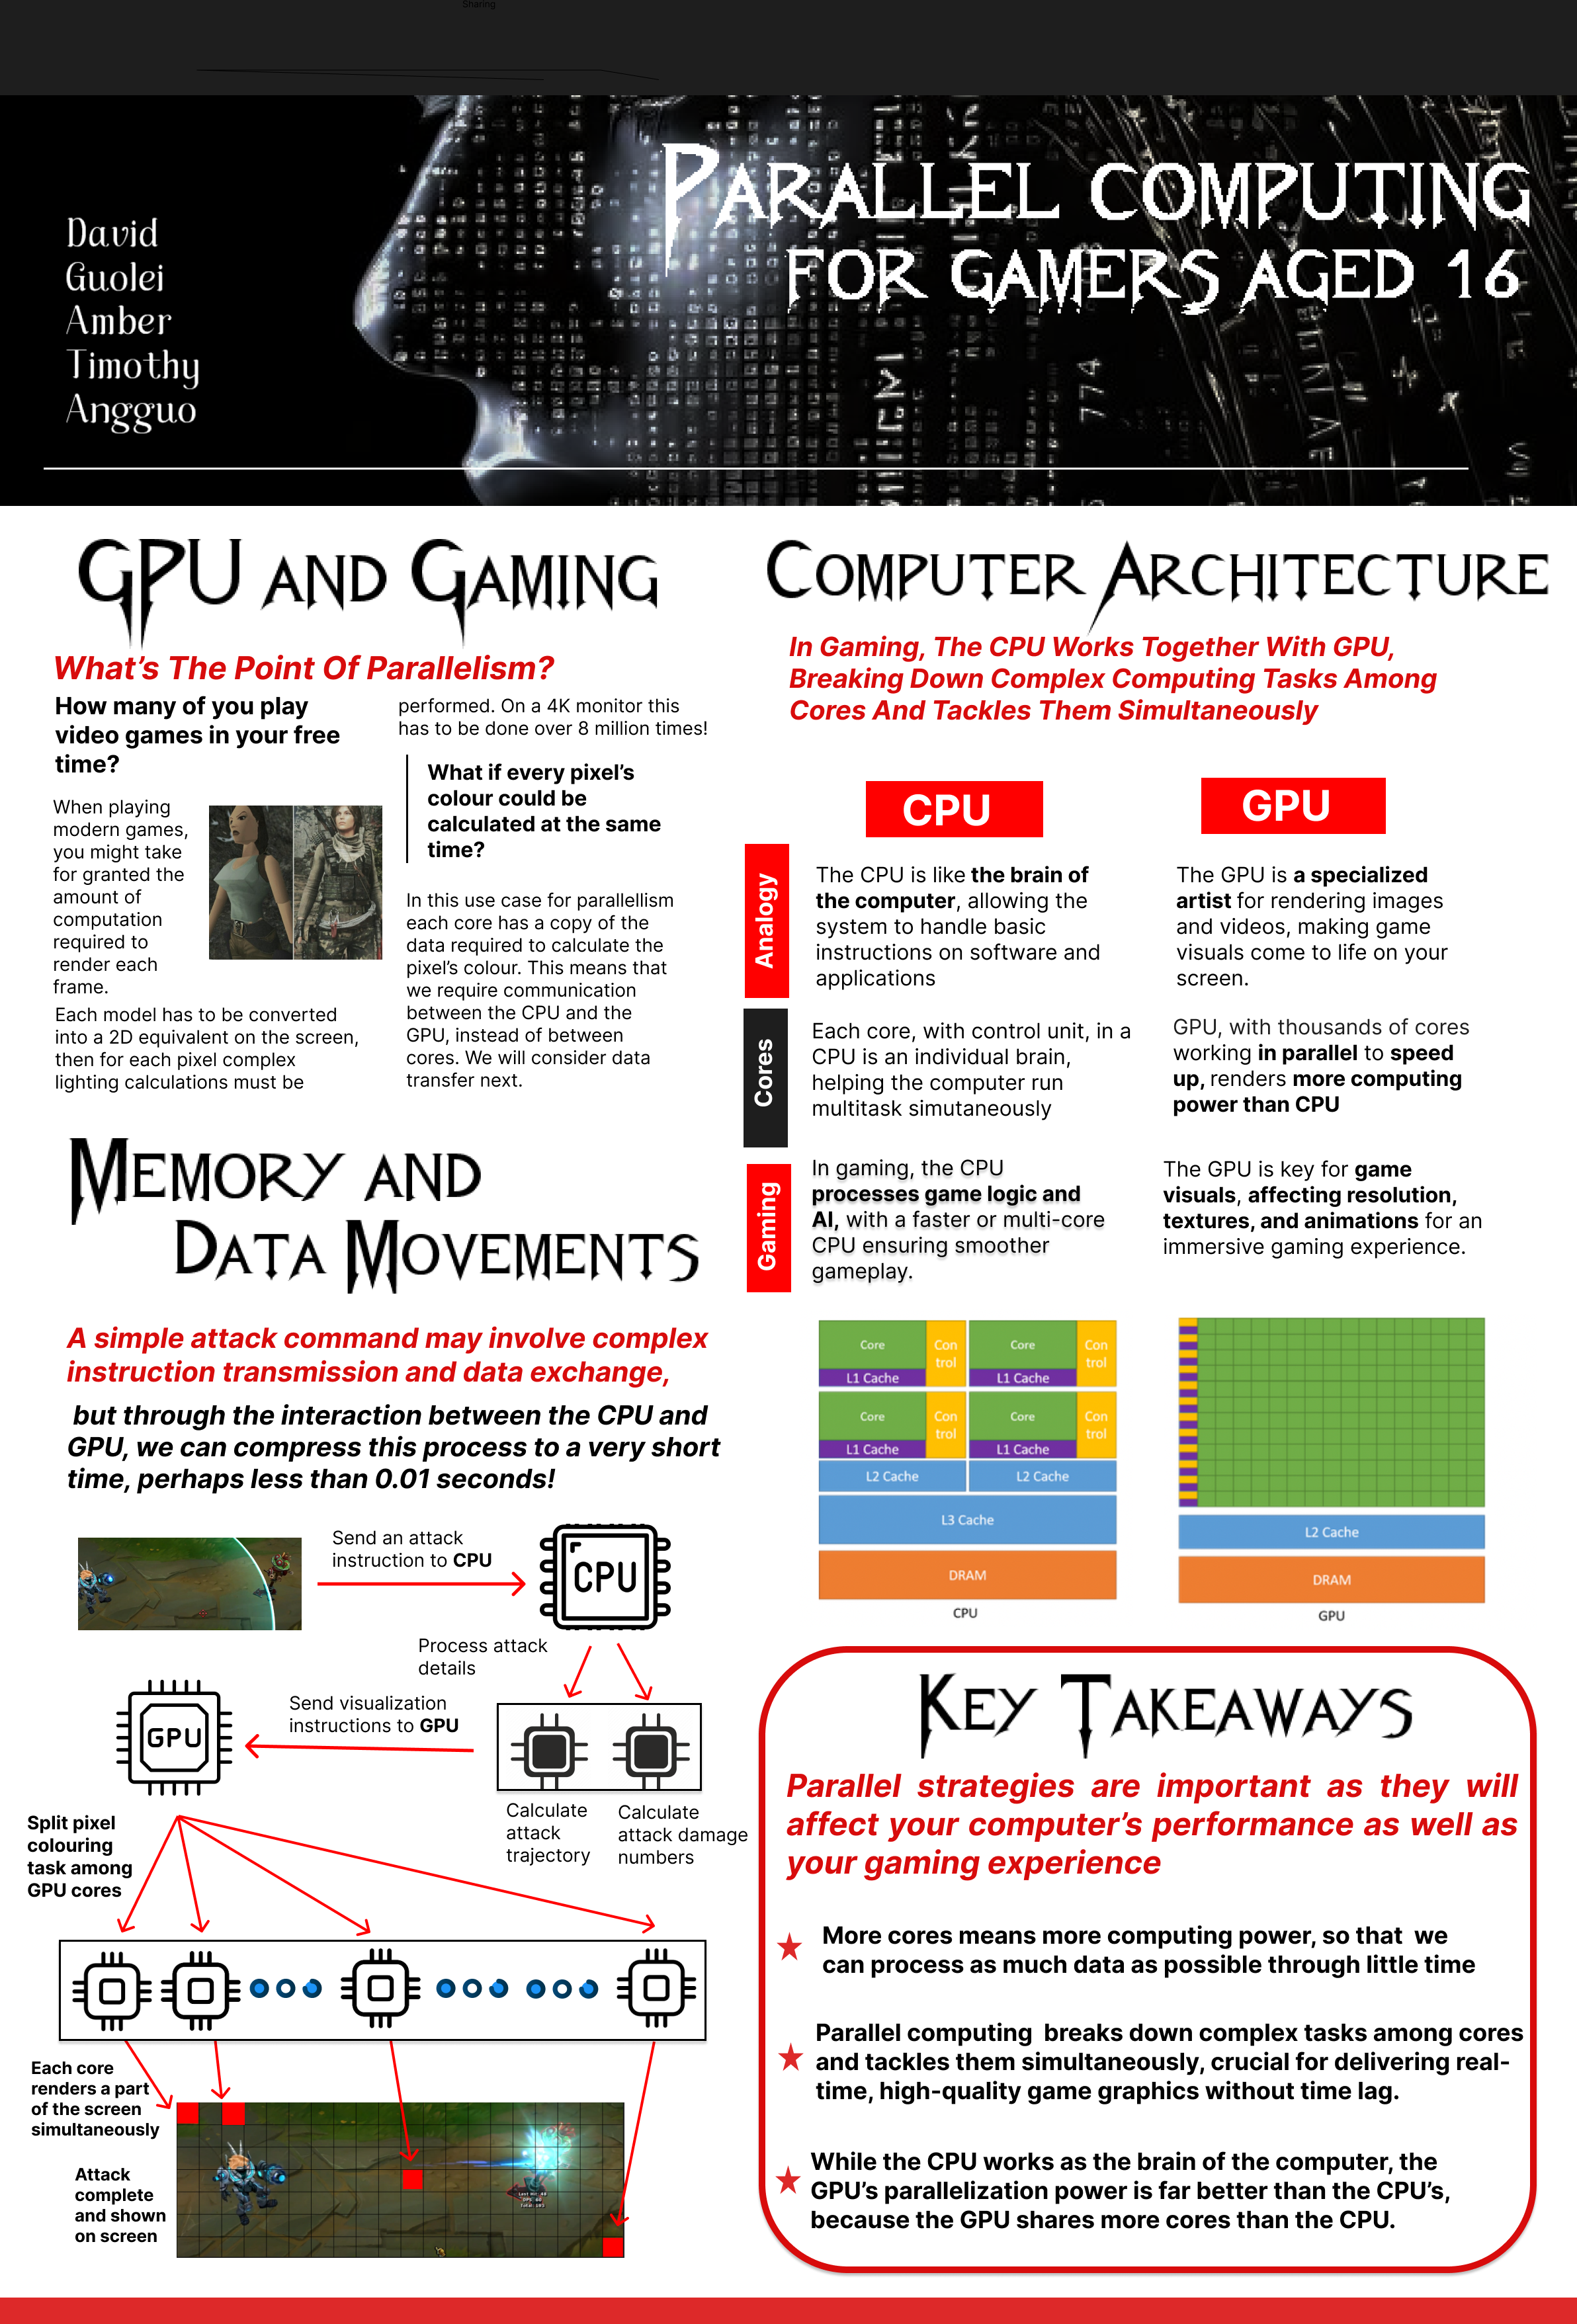 Sharing
PARALLEL COMPUTING
FOR GAMERS AGED 16
David
Guolei
Amber
Timothy
Angguo
GPU AND GAMING
What's The Point Of Parallelism?
How many of you play
video games in your free
time?
When playing
modern games,
you might take
for granted the
amount of
computation
required to
render each
frame.
Each model has to be converted
into a 2D equivalent on the screen,
then for each pixel complex
lighting calculations must be
performed. On a 4K monitor this
has to be done over 8 million times!
What if every pixel's
colour could be
calculated at the same
time?
In this use case for parallellism
each core has a copy of the
data required to calculate the
pixel's colour. This means that
we require communication
between the CPU and the
GPU, instead of between
cores. We will consider data
transfer next.
MEMORY AND
DATA MOVEMENTS
A simple attack command may involve complex
instruction transmission and data exchange,
but through the interaction between the CPU and
GPU, we can compress this process to a very short
time, perhaps less than 0.01 seconds!
Send an attack
instruction to CPU
CPU
Process attack
details
Send visualization
instructions to GPU
GPU
Calculate
attack
trajectory
Calculate
attack damage
numbers
Split pixel
colouring
task among
GPU cores
Each core
renders a part
of the screen
simultaneously
Attack
complete
and shown
on screen
COMPUTER ARCHITECTURE
In Gaming, The CPU Works Together With GPU,
Breaking Down Complex Computing Tasks Among
Cores And Tackles Them Simultaneously
CPU
GPU
Analogy
The CPU is like the brain of
the computer, allowing the
system to handle basic
instructions on software and
applications
The GPU is a specialized
artist for rendering images
and videos, making game
visuals come to life on your
screen.
Cores
Each core, with control unit, in a
CPU is an individual brain,
helping the computer run
multitask simutaneously
GPU, with thousands of cores
working in parallel to speed
up, renders more computing
power than CPU
Gaming
In gaming, the CPU
processes game logic and
AI, with a faster or multi-core
CPU ensuring smoother
gameplay.
The GPU is key for game
visuals, affecting resolution,
textures, and animations for an
immersive gaming experience.
Core
Con
trol
L1 Cache
Core
Con
trol
L1 Cache
Core
Con
trol
L1 Cache
Core
Con
trol
L1 Cache
L2 Cache
L2 Cache
L3 Cache
DRAM
CPU
L2 Cache
DRAM
GPU
KEY TAKEAWAYS
Parallel strategies are important as they will
affect your computer's performance as well as
your gaming experience
More cores means more computing power, so that we
can process as much data as possible through little time
Parallel computing breaks down complex tasks among cores
and tackles them simultaneously, crucial for delivering real-
time, high-quality game graphics without time lag.
While the CPU works as the brain of the computer, the
GPU's parallelization power is far better than the CPU's,
because the GPU shares more cores than the CPU.